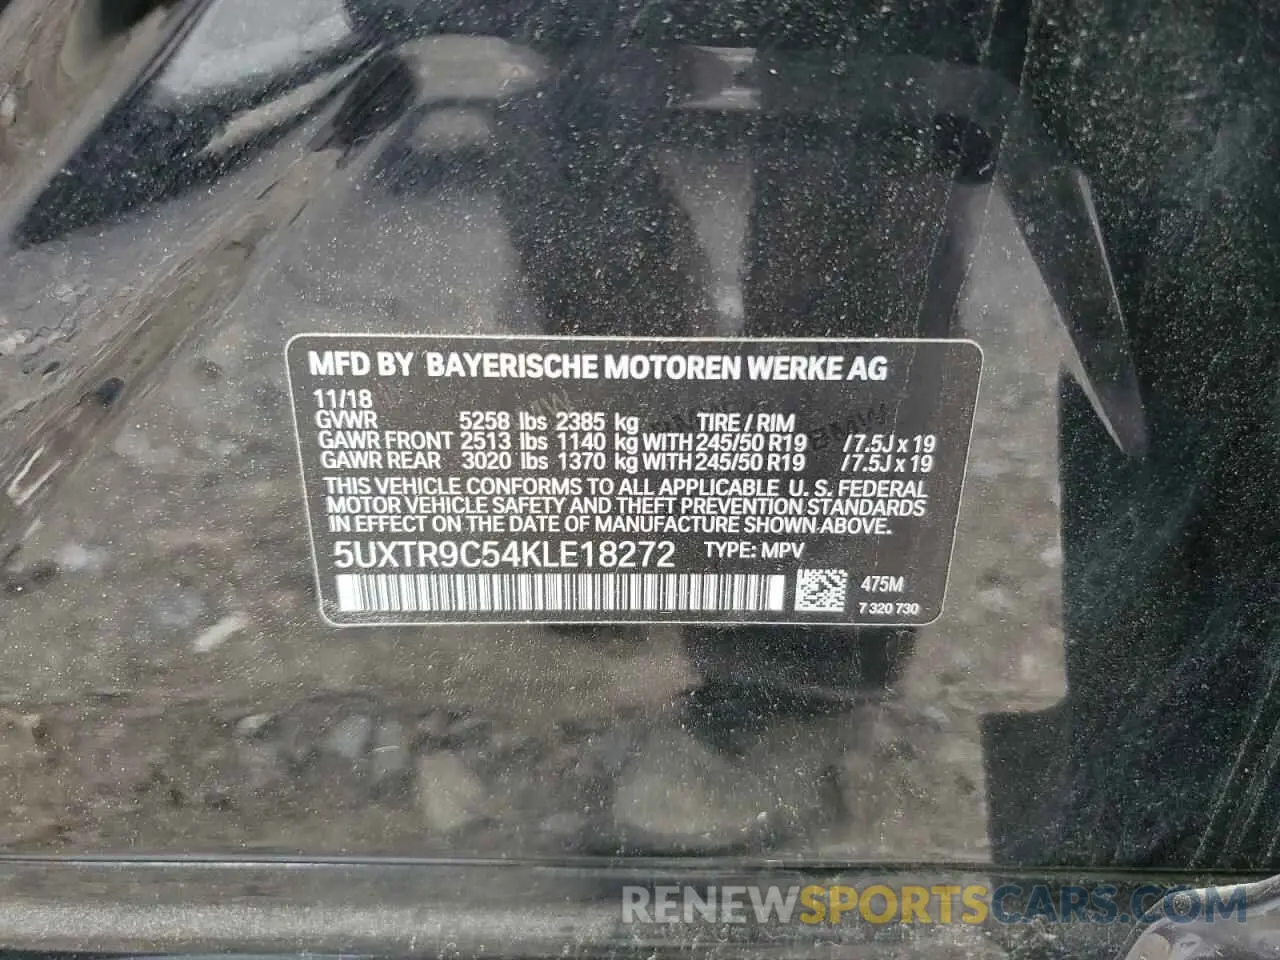 MFD BY BAYERISCHE MOTOREN WERKE AG
11/18
GVWR 5258 lbs 2385 kg TIRE / RIM
GAWR FRONT 2513 lbs 1140 kg WITH 245/50 R19 / 7.5J x 19
GAWR REAR 3020 lbs 1370 kg WITH 245/50 R19 / 7.5J x 19
THIS VEHICLE CONFORMS TO ALL APPLICABLE U. S. FEDERAL
MOTOR VEHICLE SAFETY AND THEFT PREVENTION STANDARDS
IN EFFECT ON THE DATE OF MANUFACTURE SHOWN ABOVE.
5UXTR9C54KLE18272 TYPE: MPV
475M
7 320 730
RENEWSPORTSCARS.COM